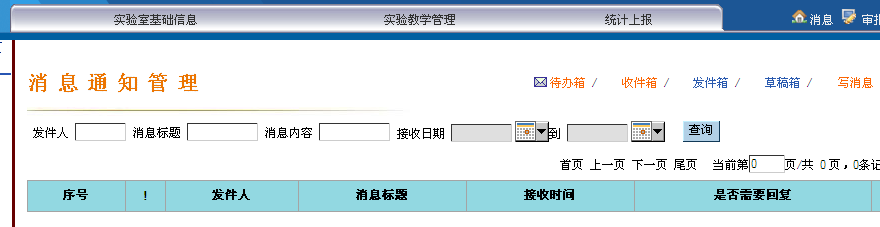 实验室基础信息 实验教学管理 统计上报 消息 审报
消息通知管理 待办箱 / 收件箱 / 发件箱 / 草稿箱 / 写消息
发件人 消息标题 消息内容 接收日期 到 查询
首页 上一页 下一页 尾页 当前第0页/共 0页，0条记
序号 ! 发件人 消息标题 接收时间 是否需要回复